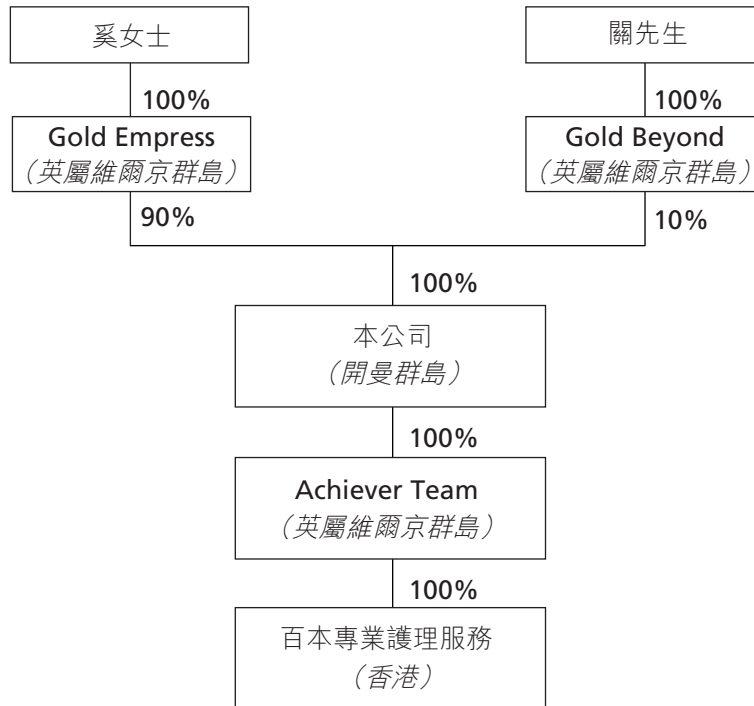 奚女士
關先生
100%
100%
Gold Empress
（英屬維爾京群島）
Gold Beyond
（英屬維爾京群島）
90%
10%
100%
本公司
（開曼群島）
100%
Achiever Team
（英屬維爾京群島）
100%
百本專業護理服務
（香港）